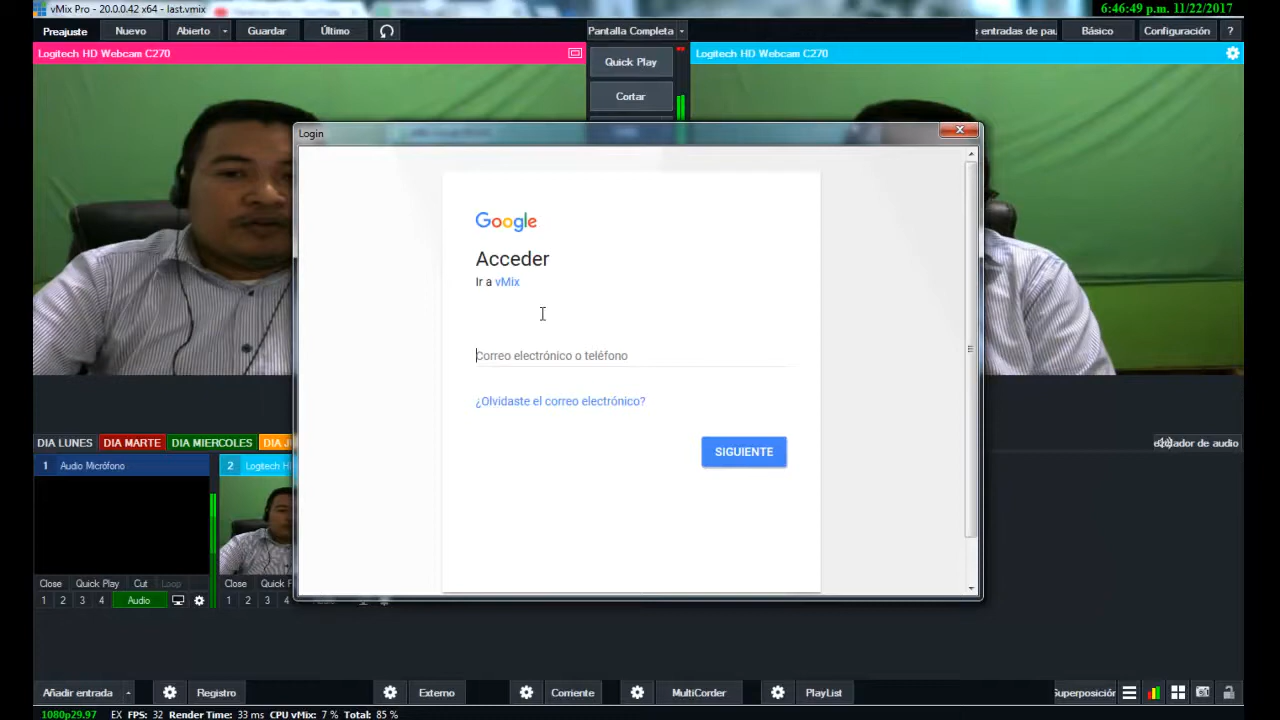 vMix Pro - 20.0.0.42 x64 - last.vmix
6:46:49 p.m. 11/22/2017
Preajuste Nuevo Abierto Guardar Último Pantalla Completa s entradas de pau Básico Configuración ?
Logitech HD Webcam C270
Logitech HD Webcam C270
Quick Play
Cortar
Login
Google
Acceder
Ir a vMix
Correo electrónico o teléfono
¿Olvidaste el correo electrónico?
SIGUIENTE
DIA LUNES DIA MARTE DIA MIERCOLES DIA J
de audio
1 Audio Micrófono
2 Logitech H
Close Quick Play Cut Loop
Close Quick P
1 2 3 4 Audio
1 2 3 4
Añadir entrada Registro Externo Corriente MultiCorder PlayList Superposición
1080p29.97 EX FPS: 32 Render Time: 33 ms CPU vMix: 7 % Total: 85 %